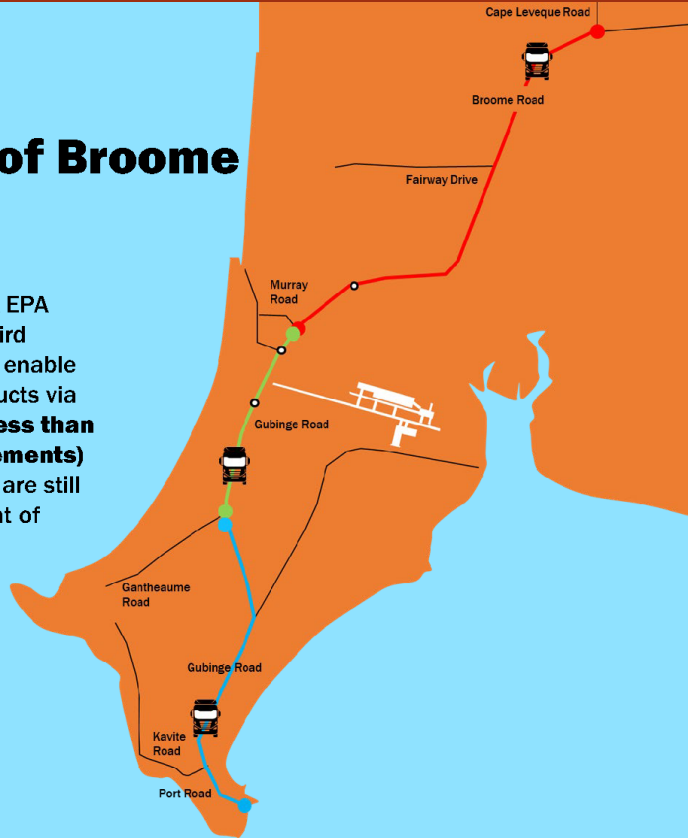 Cape Leveque Road
Broome Road
of Broome
Fairway Drive
Murray
Road
EPA
ird
enable
ucts via
ess than
ements)
are still
nt of
Gubinge Road
Gantheaume
Road
Gubinge Road
Kavite
Road
Port Road